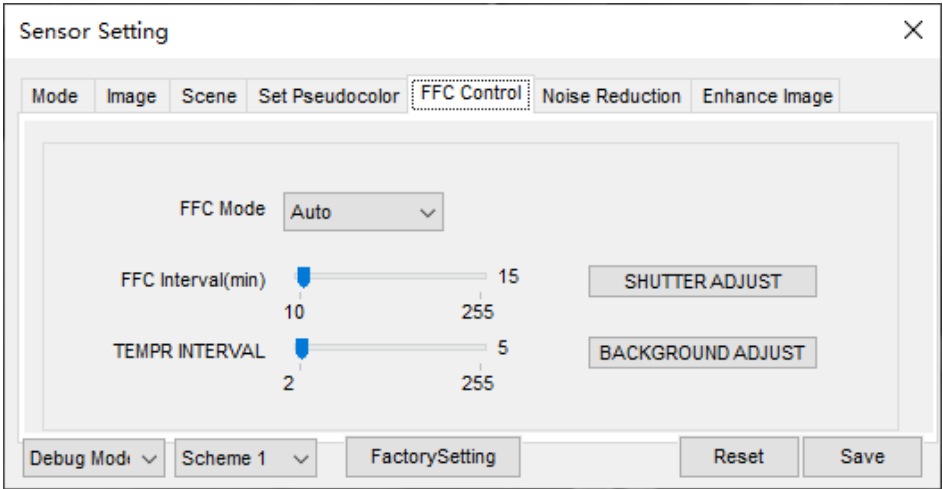 Sensor Setting
Mode Image Scene Set Pseudocolor FFC Control Noise Reduction Enhance Image
FFC Mode Auto
FFC Interval(min) 15 SHUTTER ADJUST
10 255
TEMPR INTERVAL 5 BACKGROUND ADJUST
2 255
Debug Mod Scheme 1 FactorySetting Reset Save